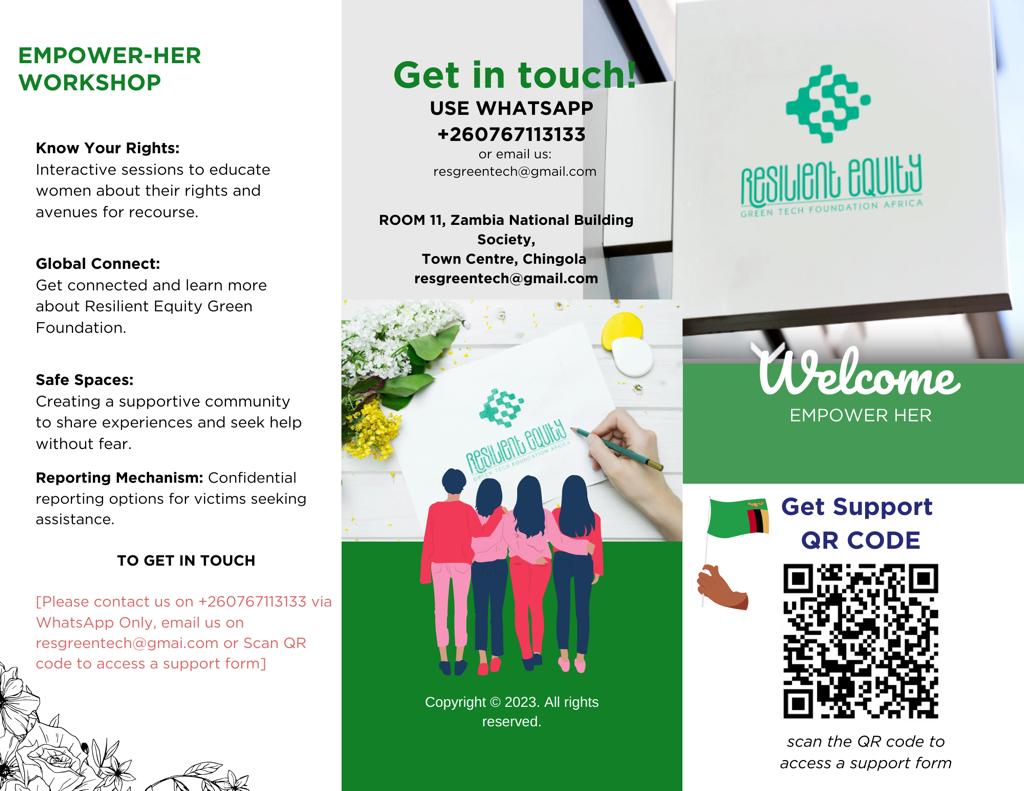 EMPOWER-HER
WORKSHOP
Know Your Rights:
Interactive sessions to educate
women about their rights and
avenues for recourse.
Global Connect:
Get connected and learn more
about Resilient Equity Green
Foundation.
Safe Spaces:
Creating a supportive community
to share experiences and seek help
without fear.
Reporting Mechanism: Confidential
reporting options for victims seeking
assistance.
TO GET IN TOUCH
[Please contact us on +260767113133 via
WhatsApp Only, email us on
resgreentech@gmai.com or Scan QR
code to access a support form]
Get in touch!
USE WHATSAPP
+260767113133
or email us:
resgreentech@gmail.com
ROOM 11, Zambia National Building
Society,
Town Centre, Chingola
resgreentech@gmail.com
RESILIENT EQUITY
GREEN TECH FOUNDATION AFRICA
Copyright © 2023. All rights
reserved.
RESILIENT EQUITY
GREEN TECH FOUNDATION AFRICA
Welcome
EMPOWER HER
Get Support
QR CODE
scan the QR code to
access a support form